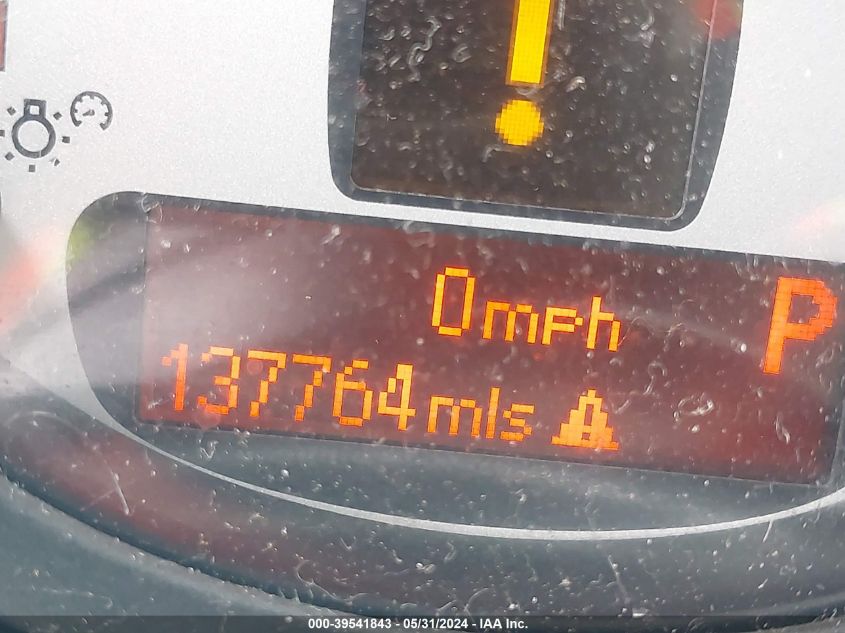 !
0mph P
137764mls
000-39541843 / 05/31/2024 - IAA Inc.